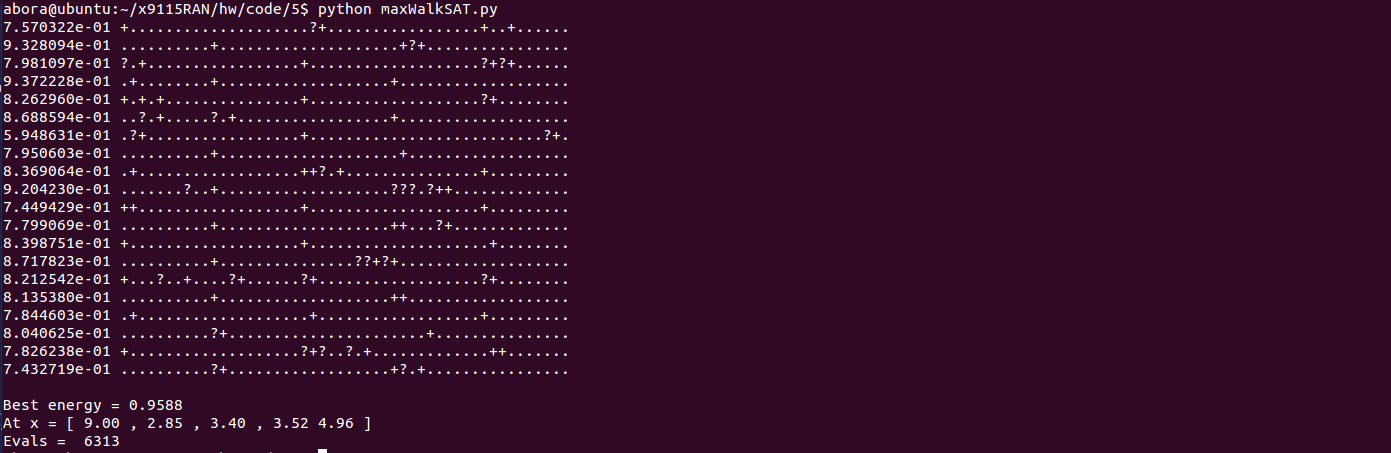 abora@ubuntu:~/x9115RAN/hw/code/5$ python maxWalkSAT.py
7.570322e-01 +....................?+.................+..+......
9.328094e-01 ..........+....................+?+................
7.981097e-01 ?.+.................+...................?+?+......
9.372228e-01 .+........+...................+...................
8.262960e-01 +.+.+...............+...................?+........
8.688594e-01 ..?.+.....?.+.................+...................
5.948631e-01 .?+.................+..........................?+.
7.950603e-01 ..........+....................+..................
8.369064e-01 .+..................++?.+...............+.........
9.204230e-01 .......?..+...................???.?++.............
7.449429e-01 ++..................+...................+.........
7.799069e-01 ..........+...................++...?+.............
8.398751e-01 +...................+....................+........
8.717823e-01 ..........+...............??+?+...................
8.212542e-01 +...?..+....?+......?+..................?+........
8.135380e-01 ..........+...................++..................
7.844603e-01 .+...................+..................+.........
8.040625e-01 ..........?+......................+...............
7.826238e-01 +...................?+?..?.+.............++.......
7.432719e-01 ..........?+..................+?.+................
Best energy = 0.9588
At x = [ 9.00 , 2.85 , 3.40 , 3.52 4.96 ]
Evals =  6313